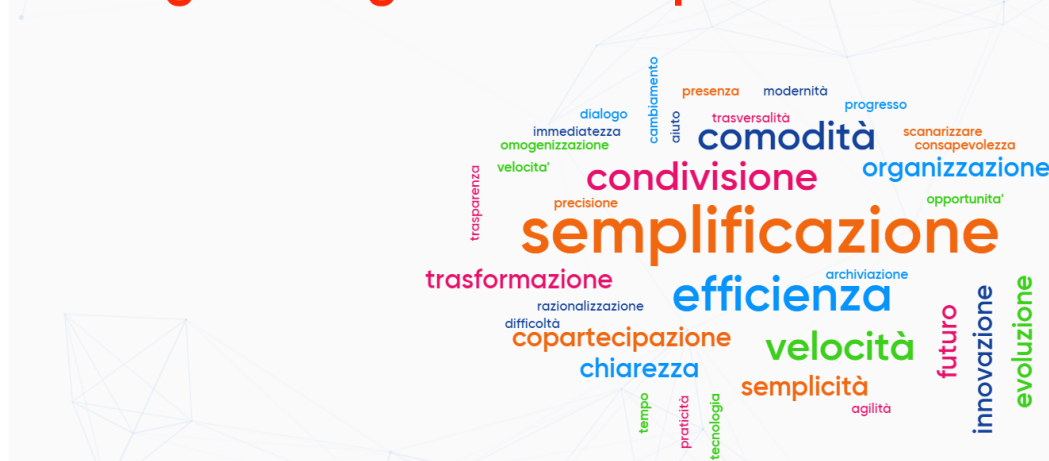 cambiamento
presenza
modernità
progresso
dialogo
aiuto
trasversalità
immediatezza
comodità
scanarizzare
omogenizzazione
consapevolezza
velocita'
condivisione
organizzazione
trasparenza
precisione
opportunita'
semplificazione
trasformazione
archiviazione
efficienza
razionalizzazione
difficoltà
copartecipazione
futuro
innovazione
evoluzione
velocità
chiarezza
semplicità
agilità
tempo
praticità
tecnologia